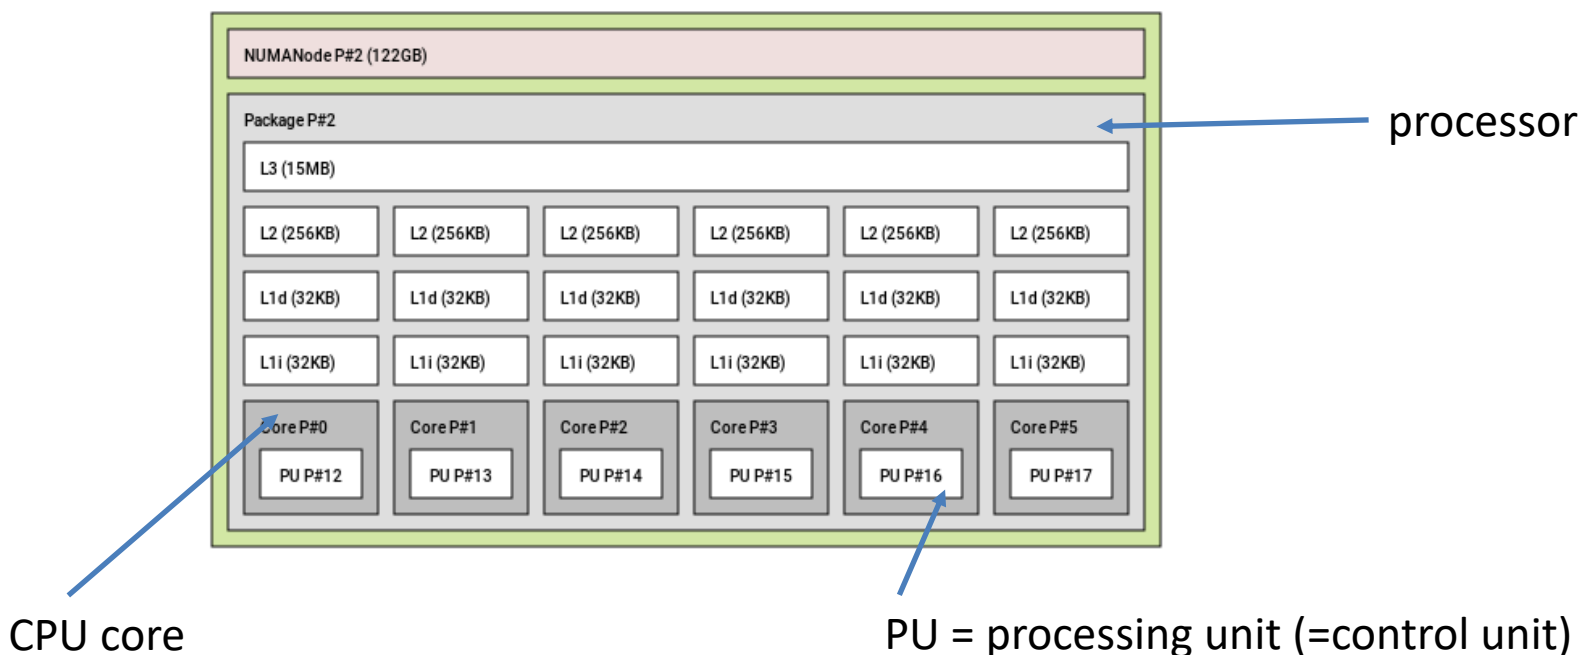 NUMANode P#2 (122GB)
Package P#2
processor
L3 (15MB)
L2 (256KB) L2 (256KB) L2 (256KB) L2 (256KB) L2 (256KB) L2 (256KB)
L1d (32KB) L1d (32KB) L1d (32KB) L1d (32KB) L1d (32KB) L1d (32KB)
L1i (32KB) L1i (32KB) L1i (32KB) L1i (32KB) L1i (32KB) L1i (32KB)
Core P#0 Core P#1 Core P#2 Core P#3 Core P#4 Core P#5
PU P#12 PU P#13 PU P#14 PU P#15 PU P#16 PU P#17
CPU core
PU = processing unit (=control unit)